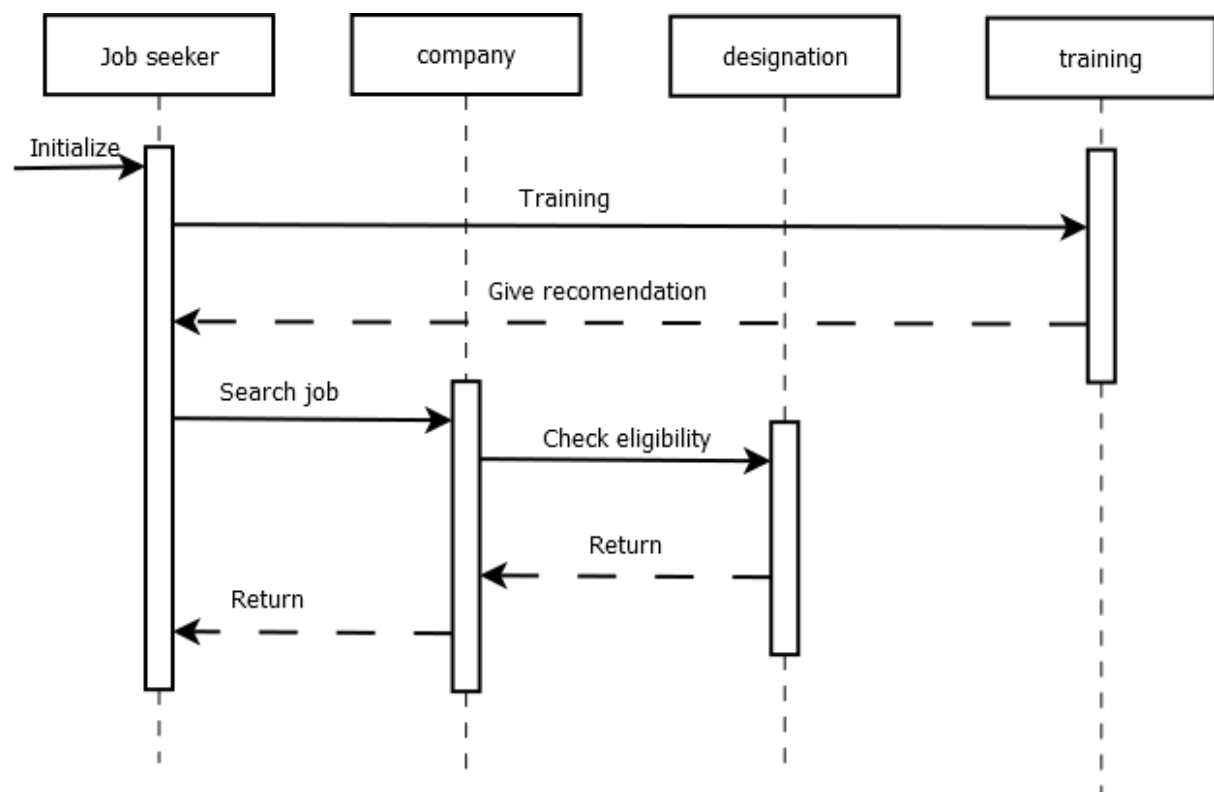 Job seeker
company
designation
training
Initialize
Training
Give recomendation
Search job
Check eligibility
Return
Return